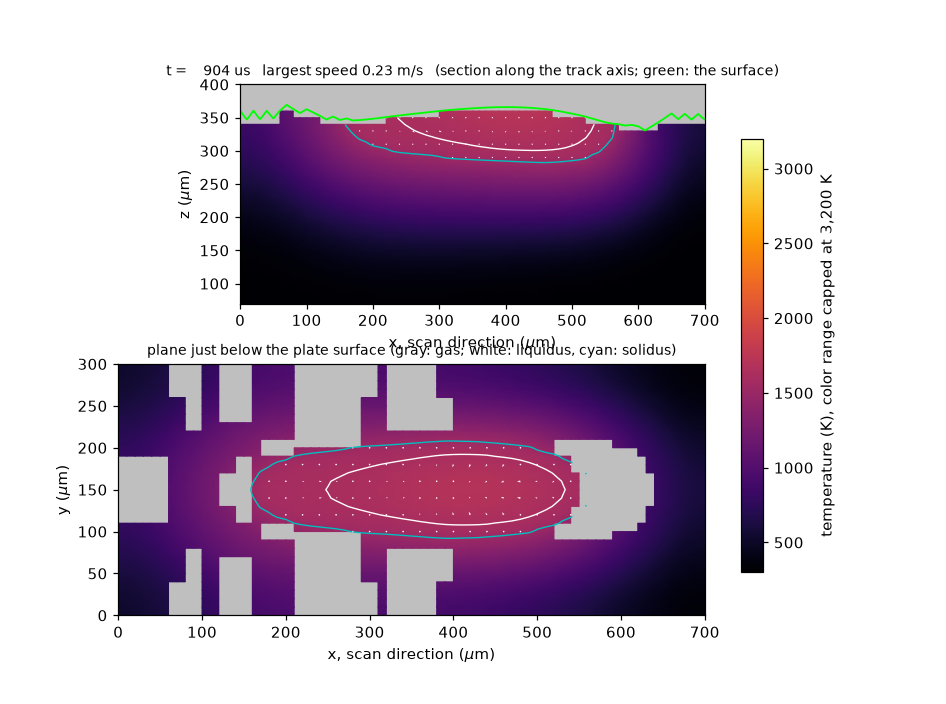 t =    904 us   largest speed 0.23 m/s   (section along the track axis; green: the surface)
400
350
300
250
200
150
100
z (μm)
0 100 200 300 400 500 600 700
x, scan direction (μm)
plane just below the plate surface (gray: gas; white: liquidus, cyan: solidus)
300
250
200
150
100
50
0
y (μm)
0 100 200 300 400 500 600 700
x, scan direction (μm)
3000
2500
2000
1500
1000
500
temperature (K), color range capped at 3,200 K